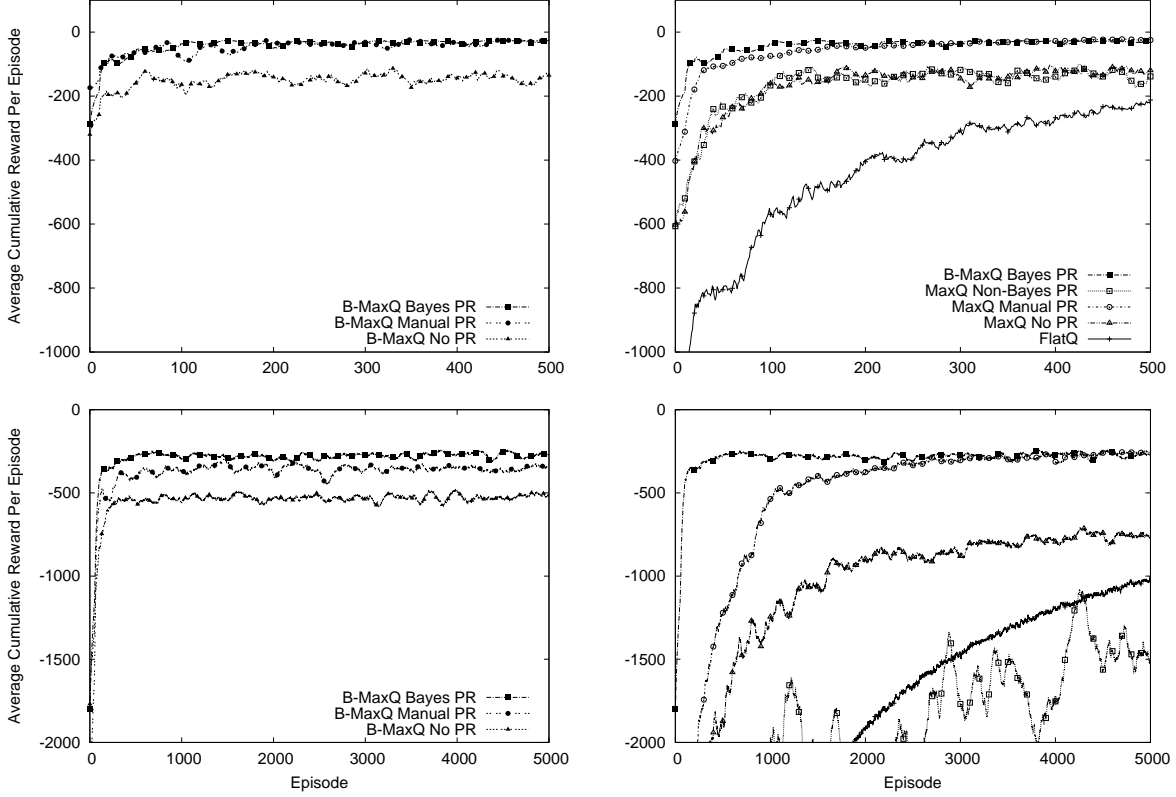 Average Cumulative Reward Per Episode
0
-200
-400
-600
-800
-1000
0 100 200 300 400 500
B-MaxQ Bayes PR
B-MaxQ Manual PR
B-MaxQ No PR
0
-200
-400
-600
-800
-1000
0 100 200 300 400 500
B-MaxQ Bayes PR
MaxQ Non-Bayes PR
MaxQ Manual PR
MaxQ No PR
FlatQ
Average Cumulative Reward Per Episode
0
-500
-1000
-1500
-2000
0 1000 2000 3000 4000 5000
Episode
B-MaxQ Bayes PR
B-MaxQ Manual PR
B-MaxQ No PR
0
-500
-1000
-1500
-2000
0 1000 2000 3000 4000 5000
Episode